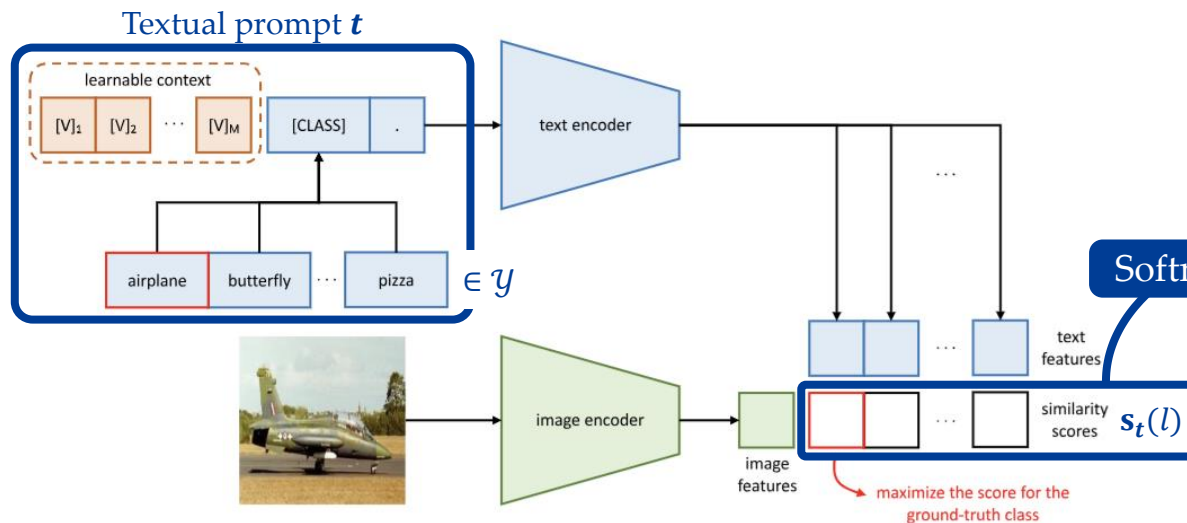 Textual prompt t
learnable context
[V]₁ [V]₂ ... [V]M [CLASS] .
text encoder
...
airplane butterfly ... pizza ∈ 𝒴
Softr
... text
features
image encoder
... similarity
scores sₜ(l)
image
features
maximize the score for the
ground-truth class